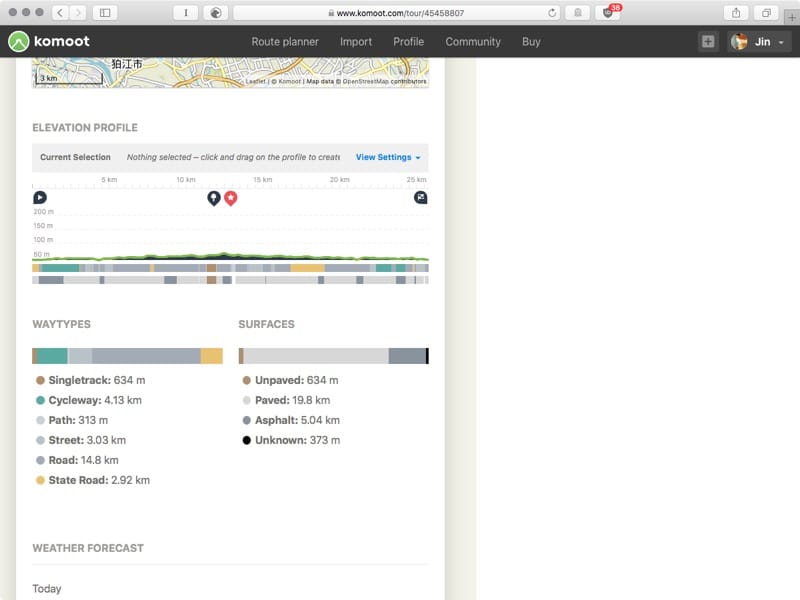 www.komoot.com/tour/45458807
38
komoot
Route planner
Import
Profile
Community
Buy
Jin
狛江市
3 km
Leaflet | © Komoot | Map data © OpenStreetMap contributors
ELEVATION PROFILE
Current Selection
Nothing selected – click and drag on the profile to create
View Settings
5 km
10 km
15 km
20 km
25 km
200 m
150 m
100 m
50 m
WAYTYPES
Singletrack: 634 m
Cycleway: 4.13 km
Path: 313 m
Street: 3.03 km
Road: 14.8 km
State Road: 2.92 km
SURFACES
Unpaved: 634 m
Paved: 19.8 km
Asphalt: 5.04 km
Unknown: 373 m
WEATHER FORECAST
Today